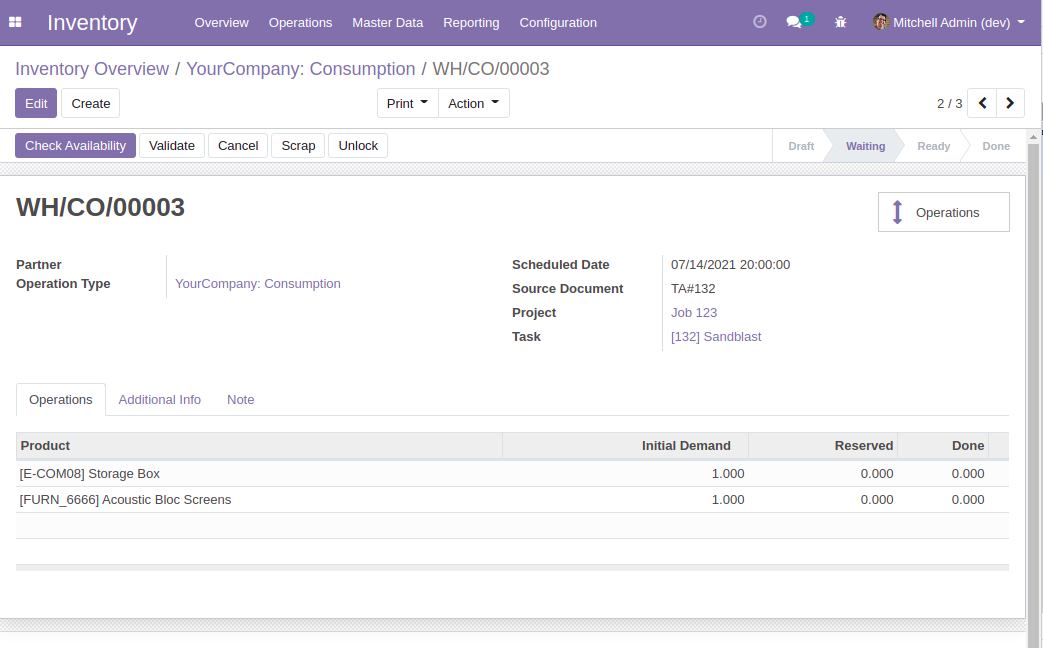 Inventory Overview Operations Master Data Reporting Configuration 1 Mitchell Admin (dev)
Inventory Overview / YourCompany: Consumption / WH/CO/00003
Edit Create Print Action 2 / 3
Check Availability Validate Cancel Scrap Unlock Draft Waiting Ready Done
WH/CO/00003
Operations
Partner
Operation Type YourCompany: Consumption
Scheduled Date 07/14/2021 20:00:00
Source Document TA#132
Project Job 123
Task [132] Sandblast
Operations Additional Info Note
Product Initial Demand Reserved Done
[E-COM08] Storage Box 1.000 0.000 0.000
[FURN_6666] Acoustic Bloc Screens 1.000 0.000 0.000